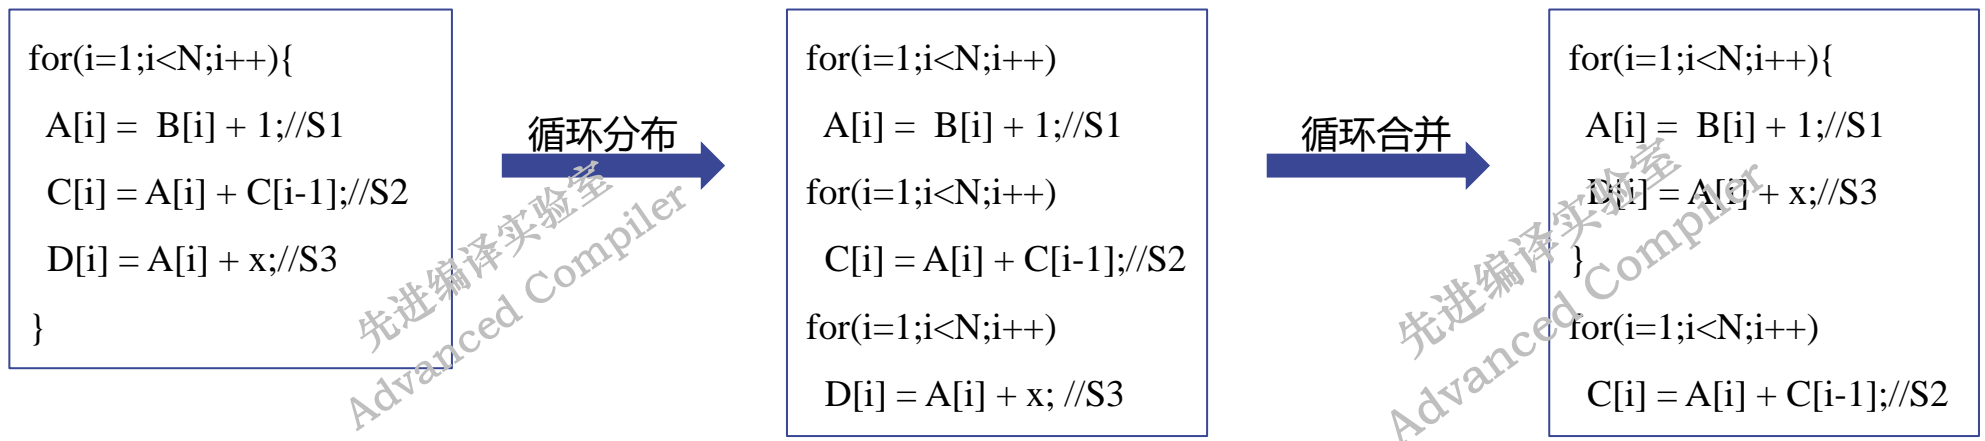 for(i=1;i<N;i++){
A[i] = B[i] + 1;//S1
C[i] = A[i] + C[i-1];//S2
D[i] = A[i] + x;//S3
}
循环分布
for(i=1;i<N;i++)
A[i] = B[i] + 1;//S1
for(i=1;i<N;i++)
C[i] = A[i] + C[i-1];//S2
for(i=1;i<N;i++)
D[i] = A[i] + x; //S3
循环合并
for(i=1;i<N;i++){
A[i] = B[i] + 1;//S1
D[i] = A[i] + x;//S3
}
for(i=1;i<N;i++)
C[i] = A[i] + C[i-1];//S2
先进编译实验室
Advanced Compiler
先进编译实验室
Advanced Compiler